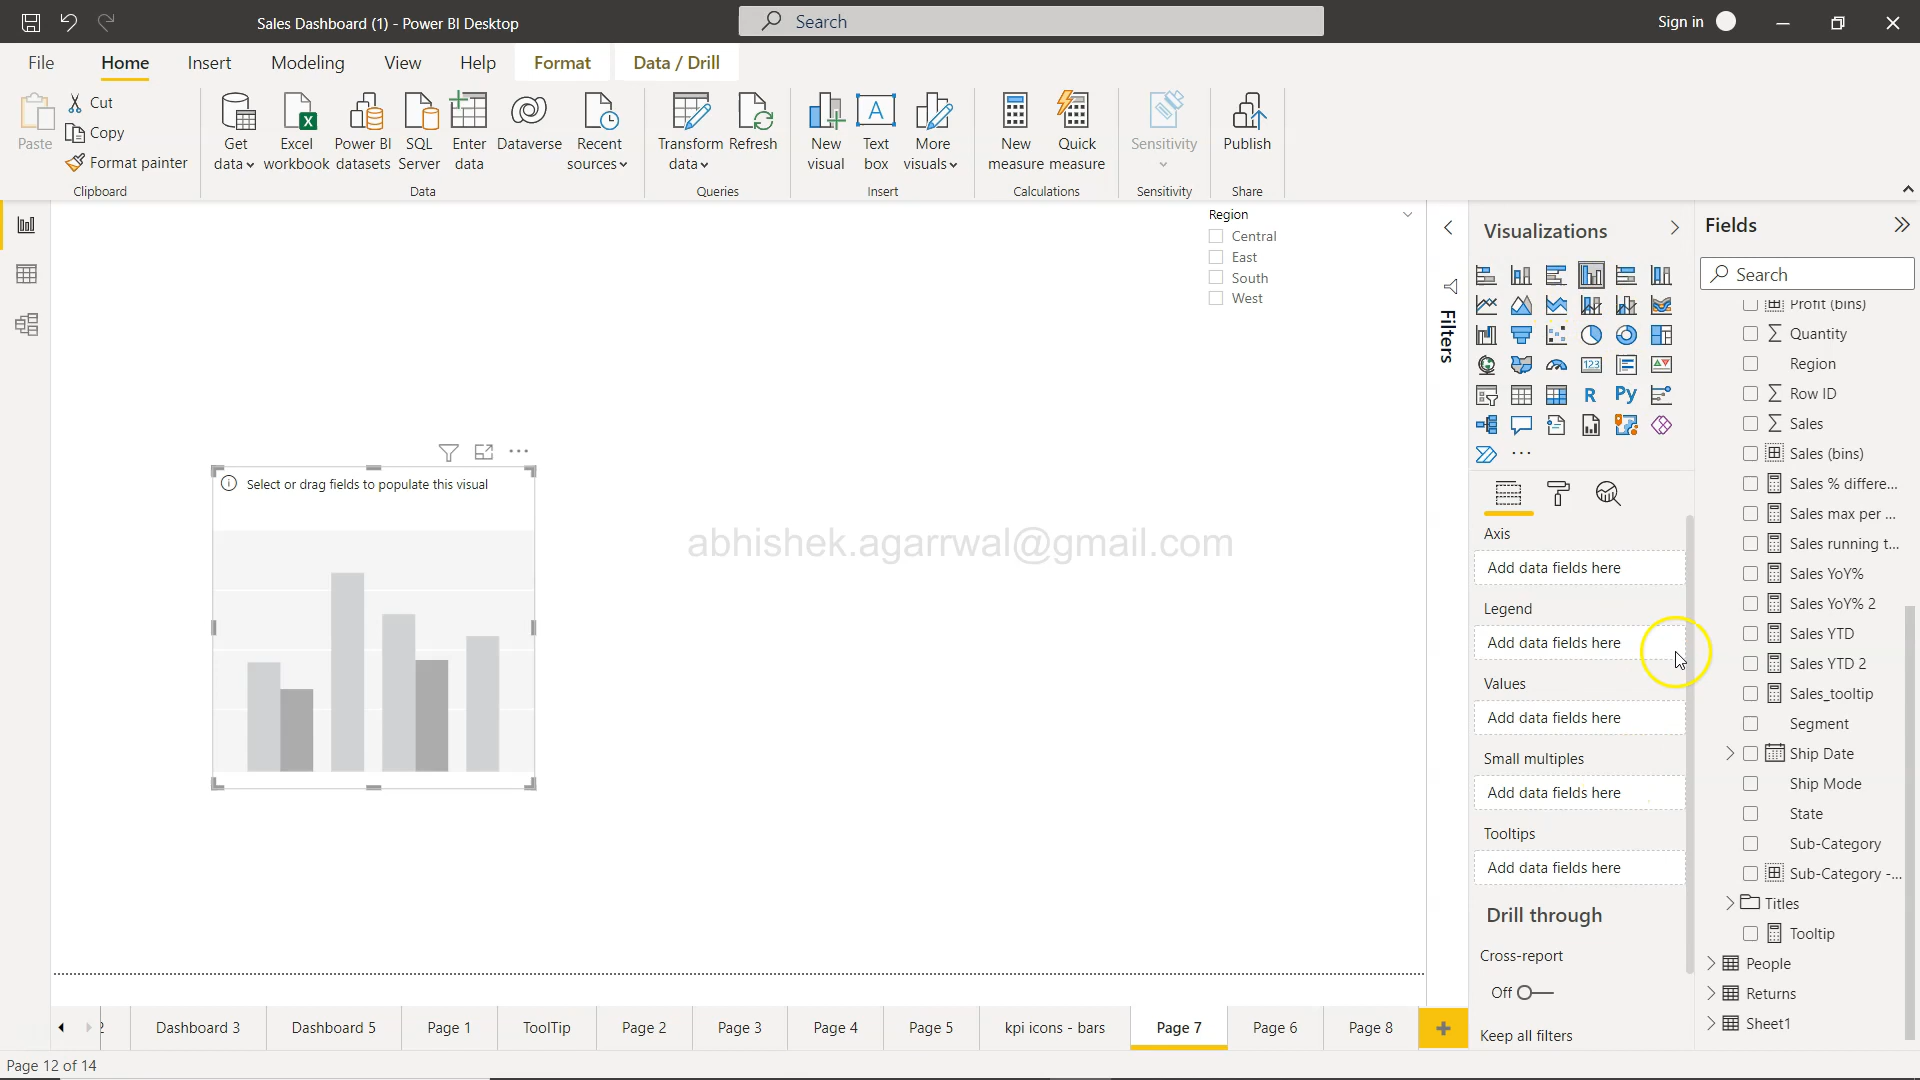 Sales Dashboard (1) - Power BI Desktop
Search
Sign in
File
Home
Insert
Modeling
View
Help
Format
Data / Drill
Paste
Cut
Copy
Format painter
Clipboard
Get
data
Excel
workbook
Power BI
datasets
SQL
Server
Enter
data
Dataverse
Recent
sources
Data
Transform
data
Refresh
Queries
New
visual
Text
box
More
visuals
Insert
New
measure
Quick
measure
Calculations
Sensitivity
Sensitivity
Publish
Share
Region
Central
East
South
West
Select or drag fields to populate this visual
abhishek.agarrwal@gmail.com
Filters
Visualizations
123
R
Py
Axis
Add data fields here
Legend
Add data fields here
Values
Add data fields here
Small multiples
Add data fields here
Tooltips
Add data fields here
Drill through
Cross-report
Off
Keep all filters
Fields
Search
Profit (bins)
Quantity
Region
Row ID
Sales
Sales (bins)
Sales % differe...
Sales max per ...
Sales running t...
Sales YoY%
Sales YoY% 2
Sales YTD
Sales YTD 2
Sales_tooltip
Segment
Ship Date
Ship Mode
State
Sub-Category
Sub-Category -...
Titles
Tooltip
People
Returns
Sheet1
Dashboard 3
Dashboard 5
Page 1
ToolTip
Page 2
Page 3
Page 4
Page 5
kpi icons - bars
Page 7
Page 6
Page 8
Page 12 of 14